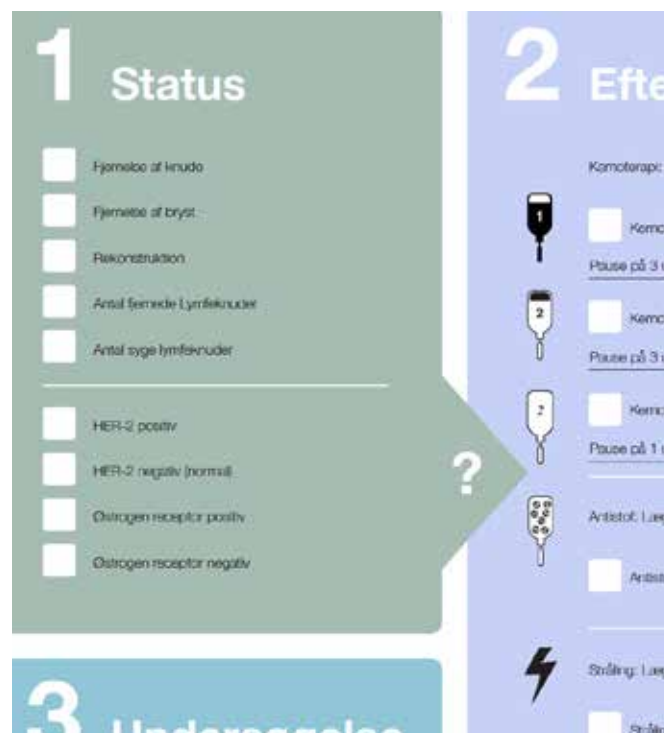 1 Status
Fjernelse af knude
Fjernelse af bryst
Rekonstruktion
Antal fjernede Lymfeknuder
Antal syge lymfeknuder
HER-2 positiv
HER-2 negativ (normal)
Østrogen receptor positiv
Østrogen receptor negativ
?
2 Efte
Kemoterapi:
1
Kemo
Pause på 3
2
Kemo
Pause på 3
2
Kemo
Pause på 1
Antistof: Læg
Antist
Stråling: Læg
Stråli
3 Undersøgelse